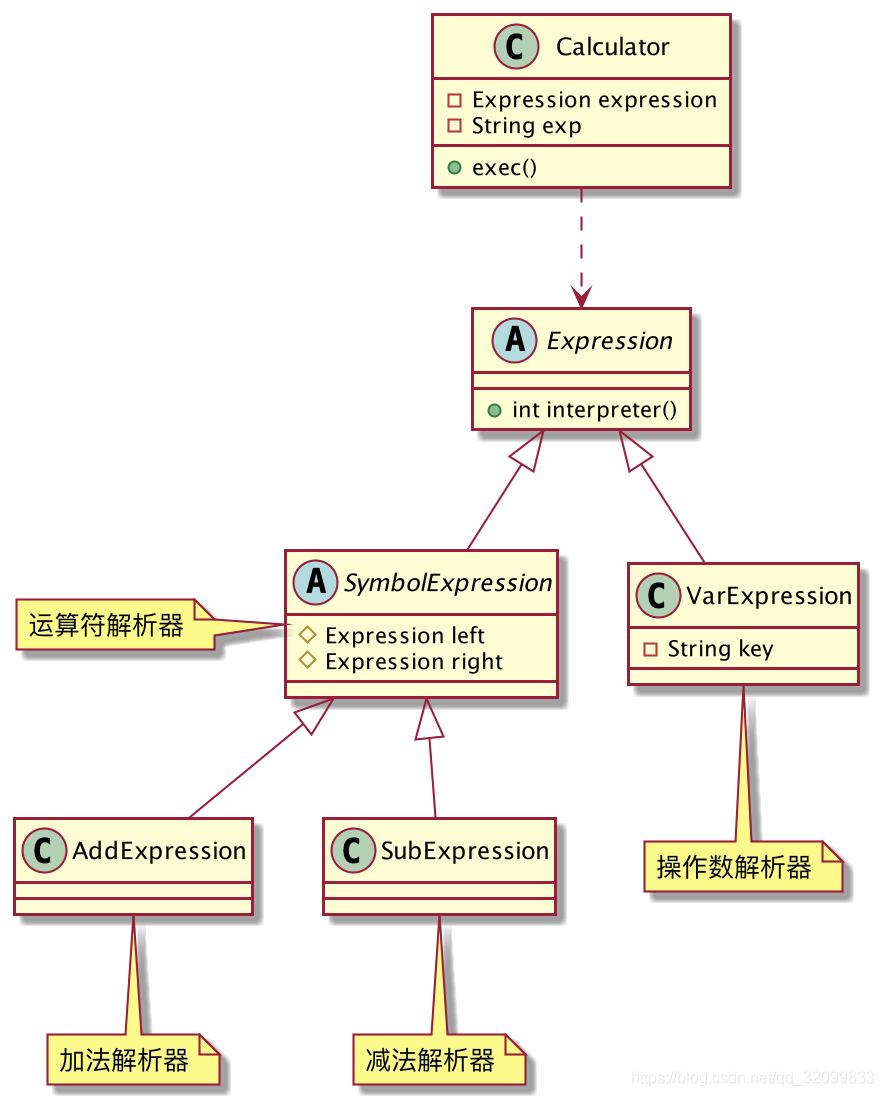 C Calculator
Expression expression
String exp
exec()
A Expression
int interpreter()
A SymbolExpression
Expression left
Expression right
运算符解析器
C VarExpression
String key
C AddExpression
C SubExpression
操作数解析器
加法解析器
减法解析器
https://blog.csdn.net/qq_32099833